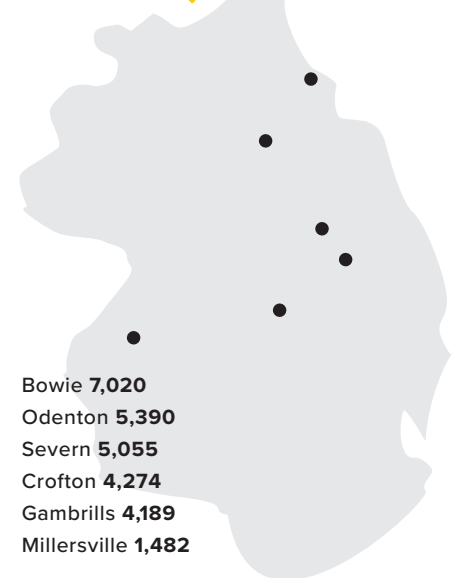 Bowie 7,020
Odenton 5,390
Severn 5,055
Crofton 4,274
Gambrills 4,189
Millersville 1,482